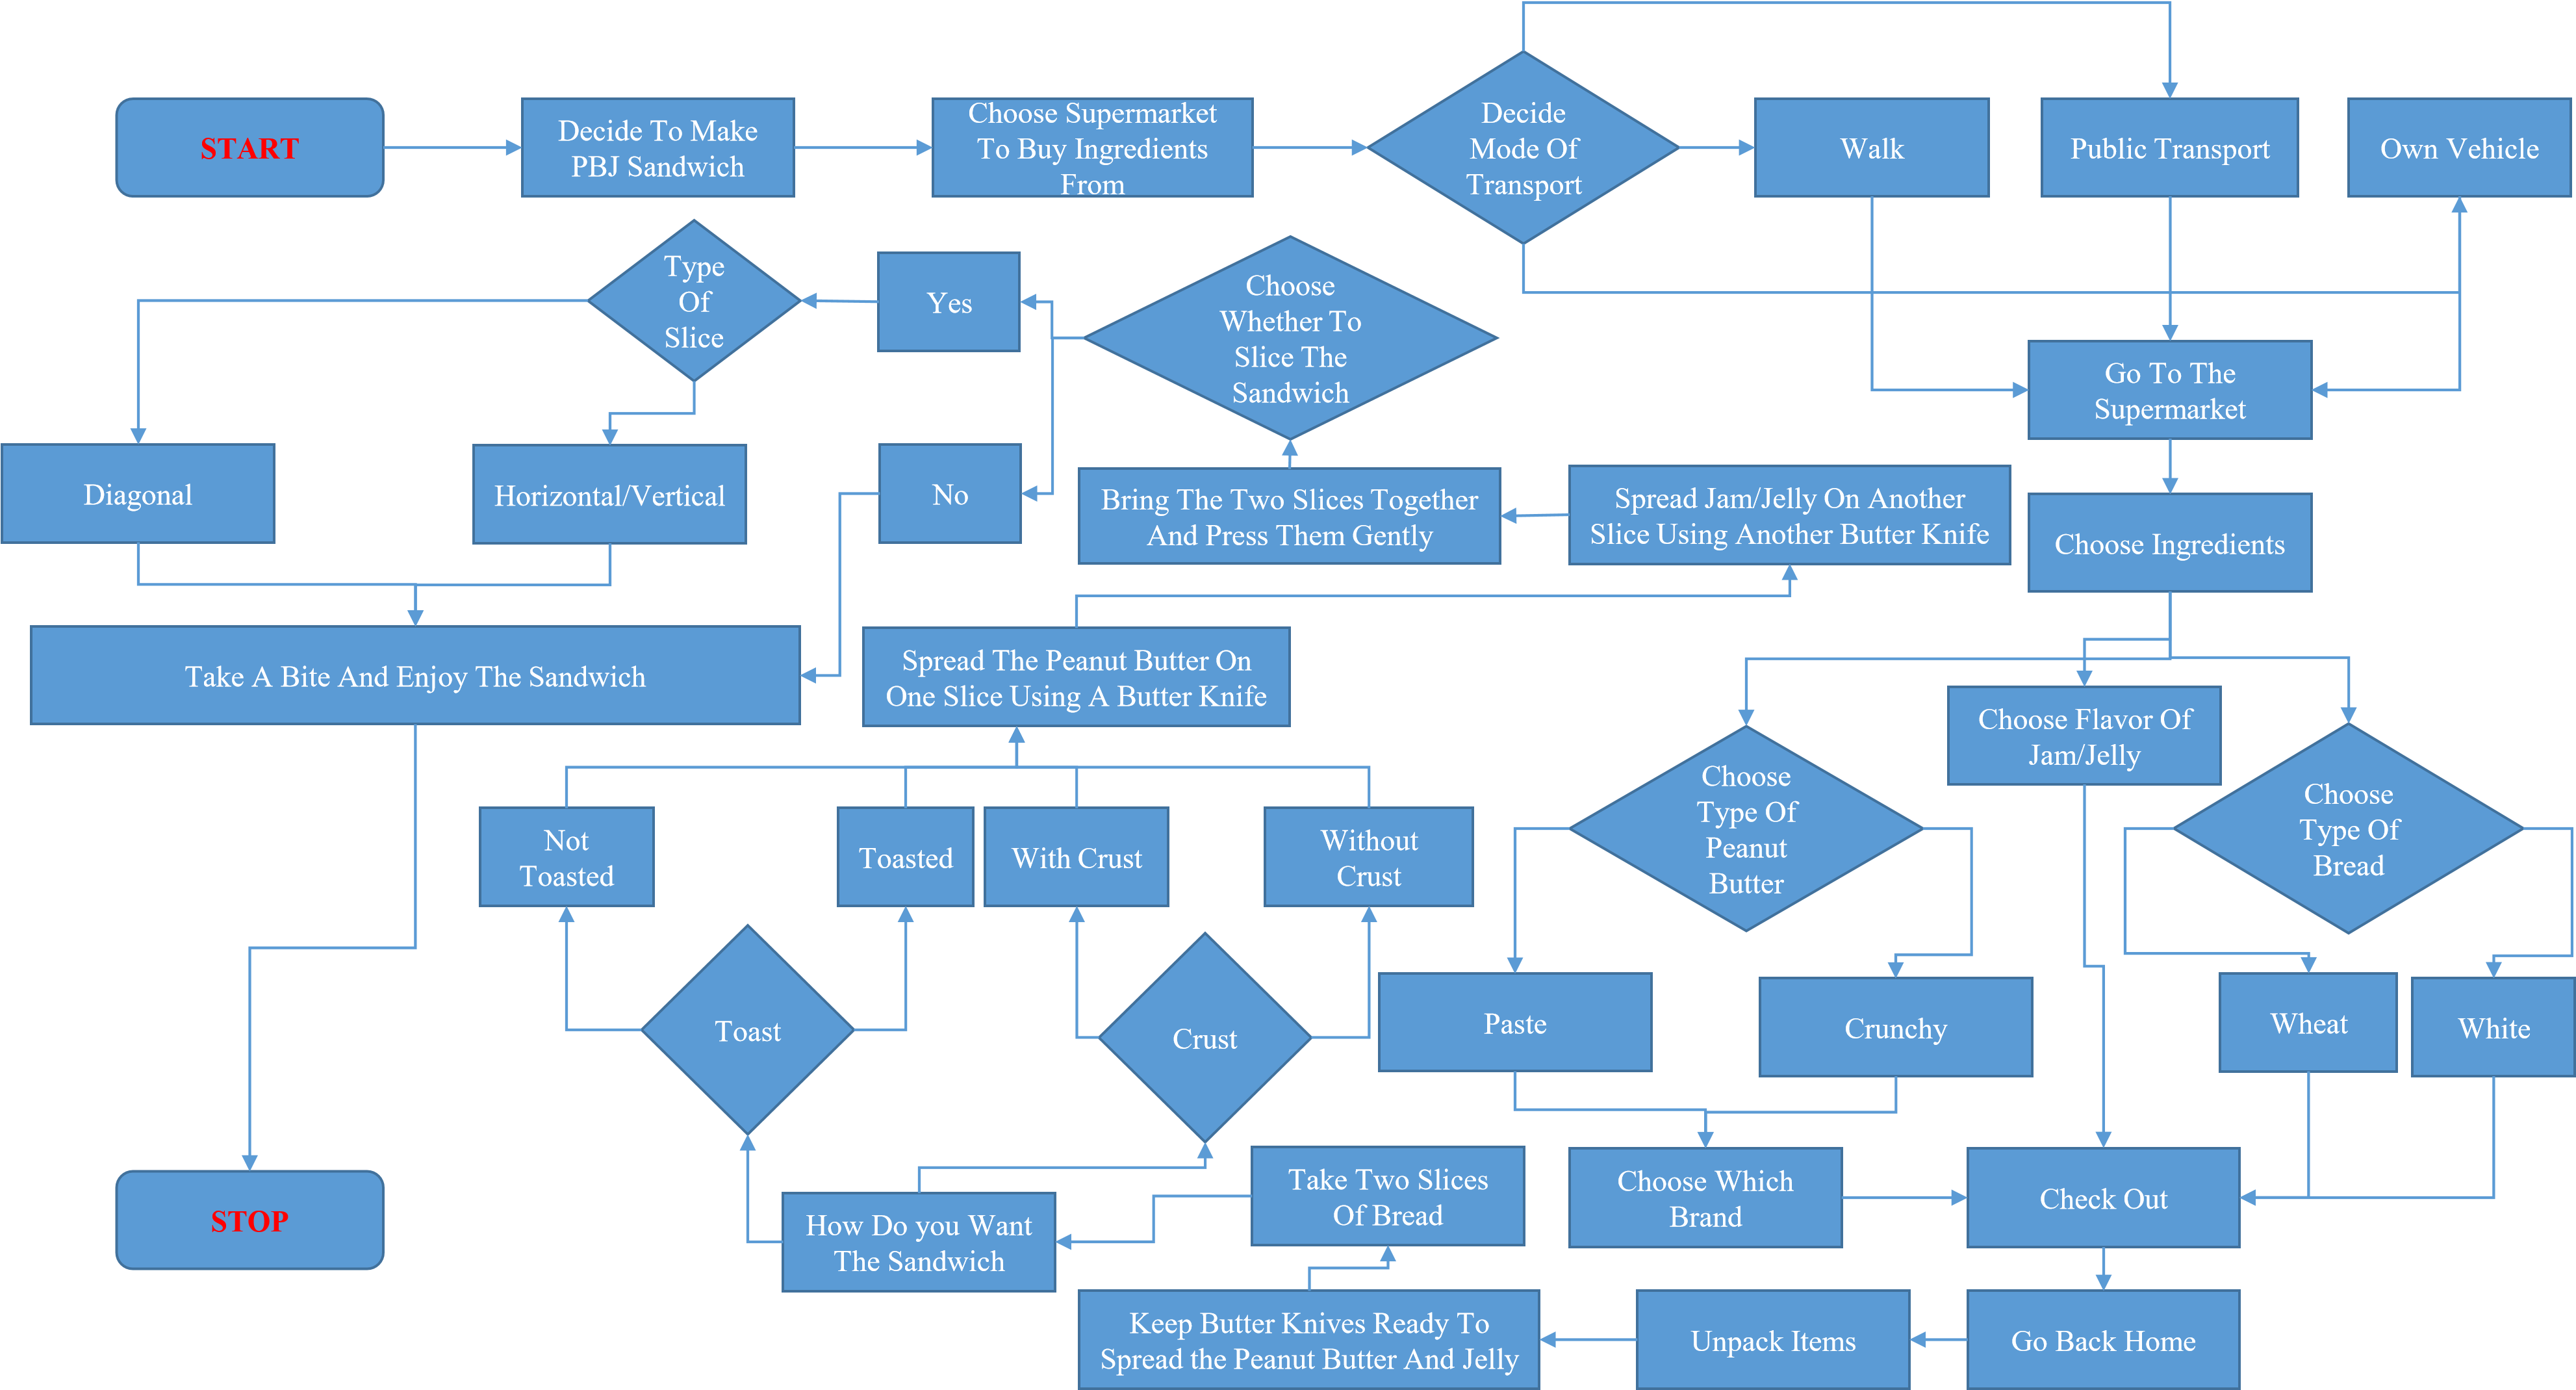 START
Decide To Make
PBJ Sandwich
Choose Supermarket
To Buy Ingredients
From
Decide
Mode Of
Transport
Walk
Public Transport
Own Vehicle
Type
Of
Slice
Yes
Choose
Whether To
Slice The
Sandwich
Go To The
Supermarket
Diagonal
Horizontal/Vertical
No
Bring The Two Slices Together
And Press Them Gently
Spread Jam/Jelly On Another
Slice Using Another Butter Knife
Choose Ingredients
Take A Bite And Enjoy The Sandwich
Spread The Peanut Butter On
One Slice Using A Butter Knife
Choose Flavor Of
Jam/Jelly
Choose
Type Of
Peanut
Butter
Choose
Type Of
Bread
Not
Toasted
Toasted
With Crust
Without
Crust
Toast
Crust
Paste
Crunchy
Wheat
White
STOP
How Do you Want
The Sandwich
Take Two Slices
Of Bread
Choose Which
Brand
Check Out
Keep Butter Knives Ready To
Spread the Peanut Butter And Jelly
Unpack Items
Go Back Home